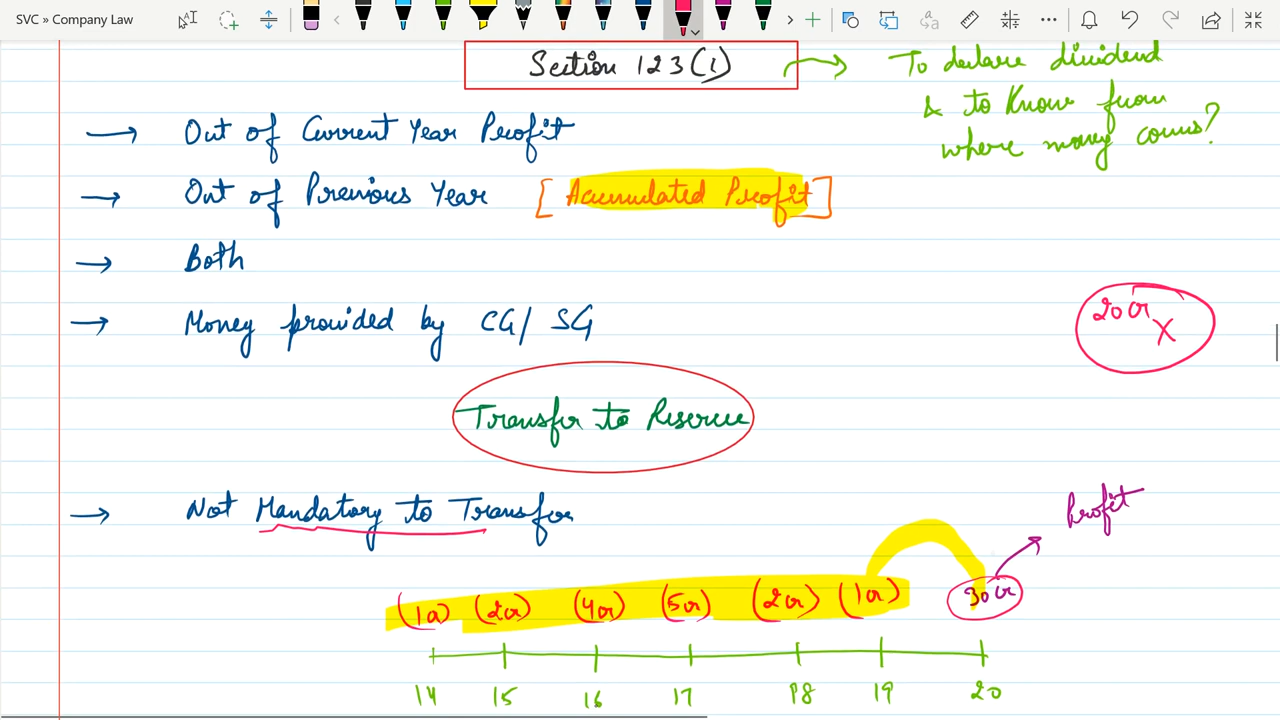 SVC » Company Law
Section 123(1)
To declare dividend
& to know from
where money comes?
→ Out of Current Year Profit
→ Out of Previous Year [Acumulated Profit]
→ Both
→ Money provided by CG/ SG
20cr X
Transfer to Reserve
→ Not Mandatory to Transfer
Profit
(1cr) (2cr) (4cr) (5cr) (2cr) (1cr) 30cr
14 15 16 17 18 19 20